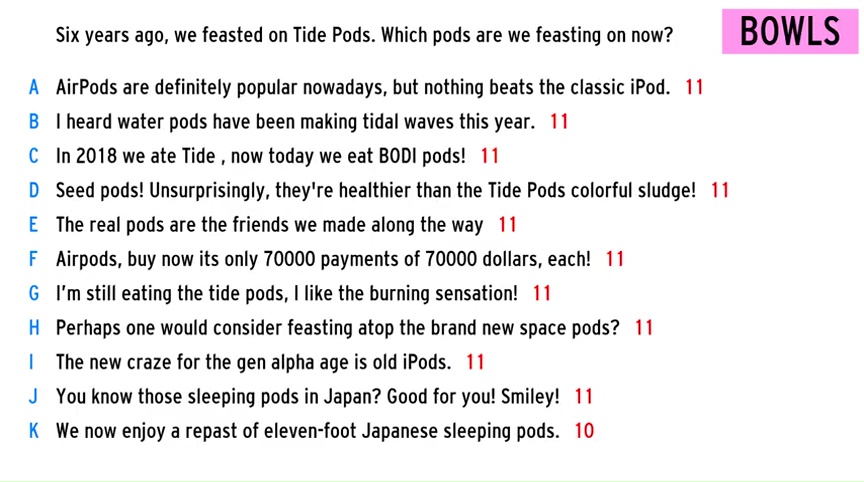 Six years ago, we feasted on Tide Pods. Which pods are we feasting on now?
BOWLS
A AirPods are definitely popular nowadays, but nothing beats the classic iPod. 11
B I heard water pods have been making tidal waves this year. 11
C In 2018 we ate Tide , now today we eat BODI pods! 11
D Seed pods! Unsurprisingly, they're healthier than the Tide Pods colorful sludge! 11
E The real pods are the friends we made along the way 11
F Airpods, buy now its only 70000 payments of 70000 dollars, each! 11
G I'm still eating the tide pods, I like the burning sensation! 11
H Perhaps one would consider feasting atop the brand new space pods? 11
I The new craze for the gen alpha age is old iPods. 11
J You know those sleeping pods in Japan? Good for you! Smiley! 11
K We now enjoy a repast of eleven-foot Japanese sleeping pods. 10